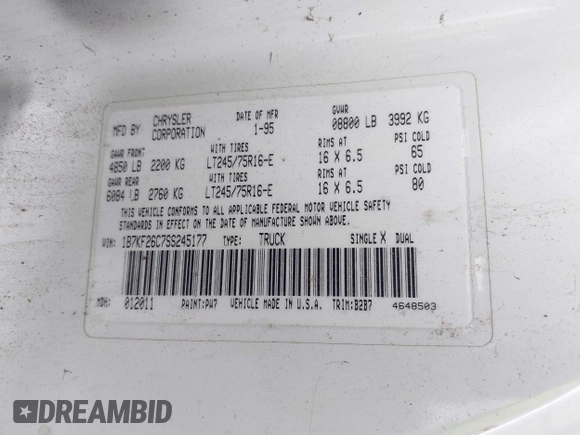 MFD BY CHRYSLER CORPORATION DATE OF MFR 1-95 GVWR 08800 LB 3992 KG
GAWR FRONT WITH TIRES RIMS AT PSI COLD
4850 LB 2200 KG LT245/75R16-E 16 X 6.5 65
GAWR REAR WITH TIRES RIMS AT PSI COLD
6084 LB 2760 KG LT245/75R16-E 16 X 6.5 80
THIS VEHICLE CONFORMS TO ALL APPLICABLE FEDERAL MOTOR VEHICLE SAFETY
STANDARDS IN EFFECT ON THE DATE OF MANUFACTURE SHOWN ABOVE.
VIN: 1B7KF26C7SS245177 TYPE: TRUCK SINGLE X DUAL
MDH: 012011 PAINT:PW7 VEHICLE MADE IN U.S.A. TRIM:B2B7 4648503
DREAMBID